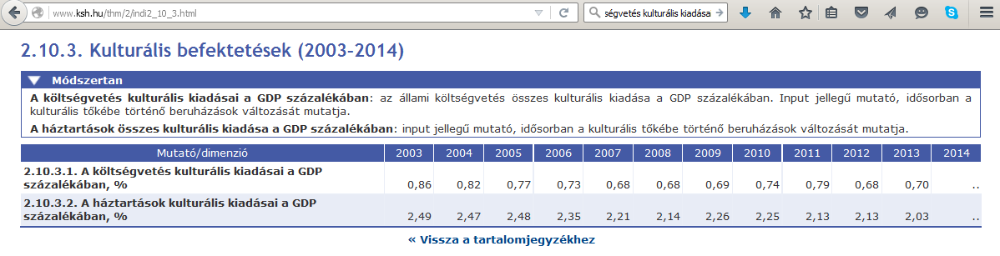 www.ksh.hu/thm/2/indi2_10_3.html
ségvetés kulturális kiadásai
2.10.3. Kulturális befektetések (2003–2014)
Módszertan
A költségvetés kulturális kiadásai a GDP százalékában: az állami költségvetés összes kulturális kiadása a GDP százalékában. Input jellegű mutató, idősorban a
kulturális tőkébe történő beruházások változását mutatja.
A háztartások összes kulturális kiadása a GDP százalékában: input jellegű mutató, idősorban a kulturális tőkébe történő beruházások változását mutatja.
Mutató/dimenzió 2003 2004 2005 2006 2007 2008 2009 2010 2011 2012 2013 2014
2.10.3.1. A költségvetés kulturális kiadásai a GDP
százalékában, % 0,86 0,82 0,77 0,73 0,68 0,68 0,69 0,74 0,79 0,68 0,70 ..
2.10.3.2. A háztartások kulturális kiadásai a GDP
százalékában, % 2,49 2,47 2,48 2,35 2,21 2,14 2,26 2,25 2,13 2,13 2,03 ..
« Vissza a tartalomjegyzékhez